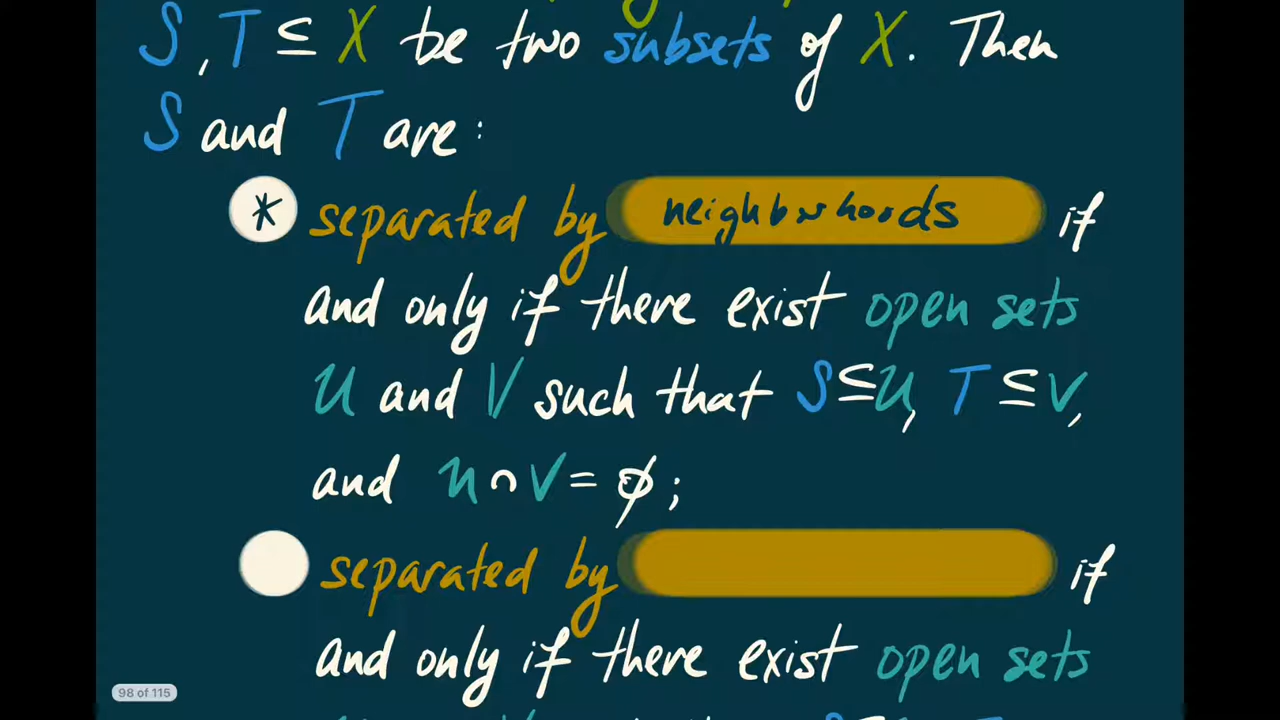 S, T ⊆ X be two subsets of X. Then
S and T are:
* separated by neighborhoods if
and only if there exist open sets
U and V such that S ⊆ U, T ⊆ V,
and U ∩ V = ∅;
separated by if
and only if there exist open sets
98 of 115